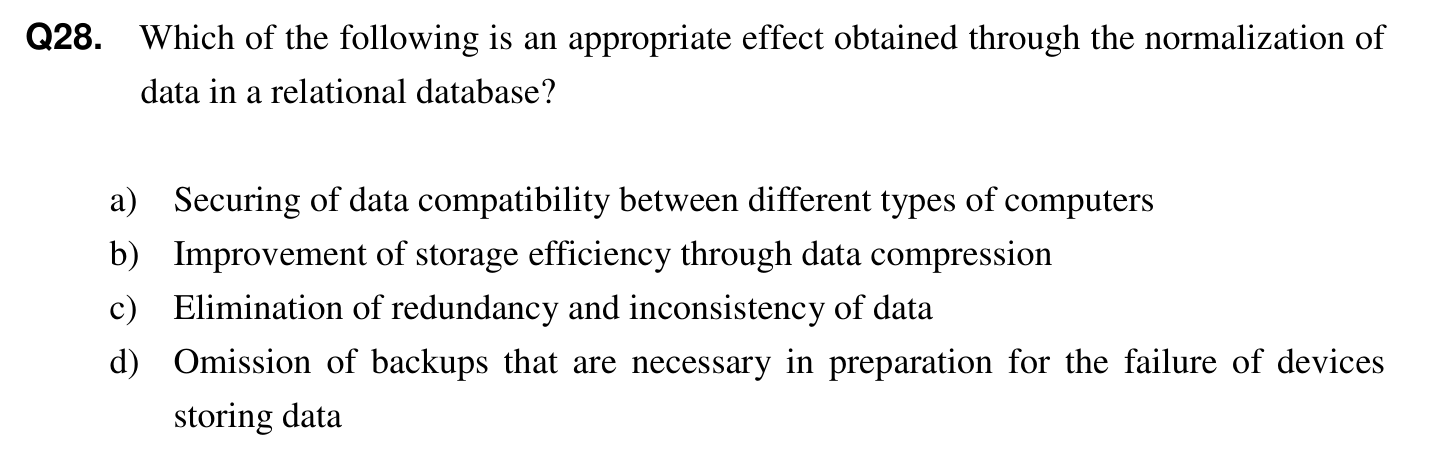 Q28. Which of the following is an appropriate effect obtained through the normalization of
data in a relational database?
a) Securing of data compatibility between different types of computers
b) Improvement of storage efficiency through data compression
c) Elimination of redundancy and inconsistency of data
d) Omission of backups that are necessary in preparation for the failure of devices
storing data